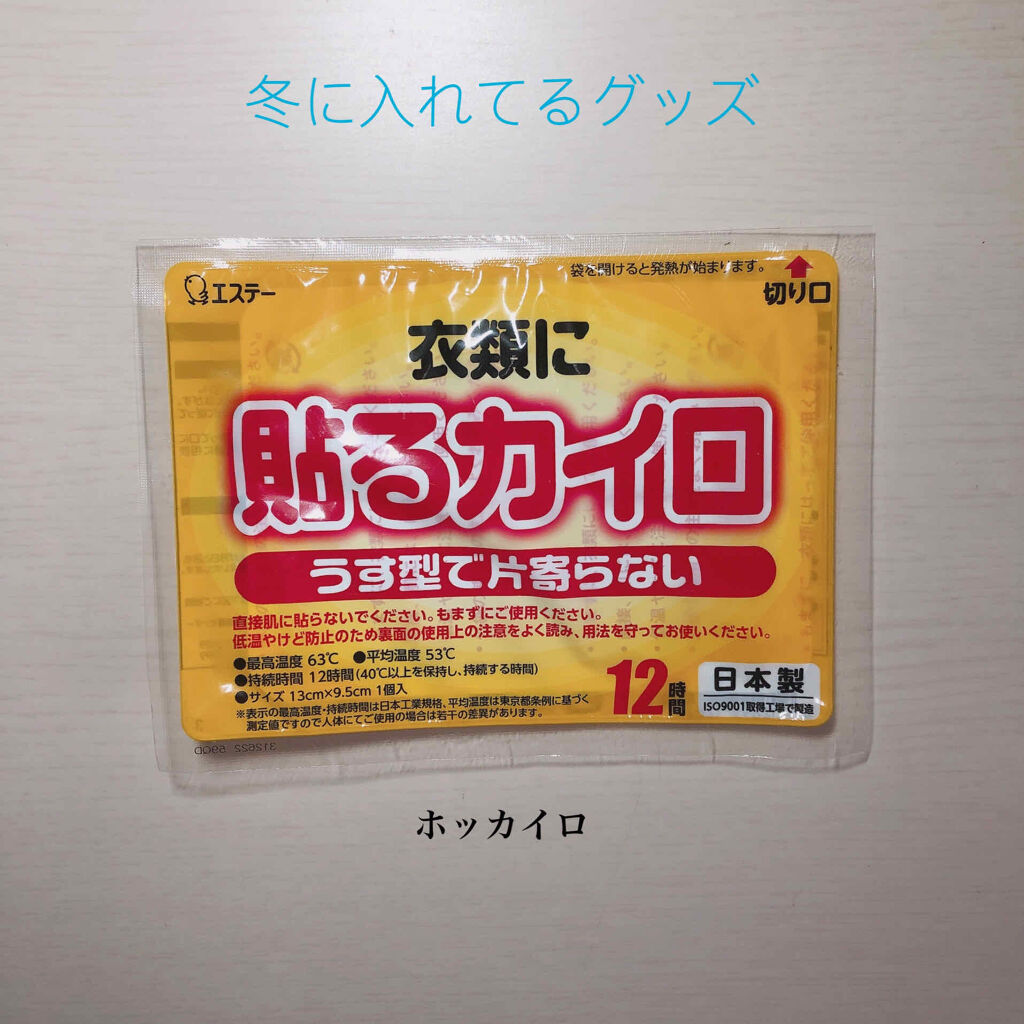 冬に入れてるグッズ
エステー
袋を開けると発熱が始まります。
切り口
衣類に
貼るカイロ
うす型で片寄らない
直接肌に貼らないでください。もまずにご使用ください。
低温やけど防止のため裏面の使用上の注意をよく読み、用法を守ってお使いください。
●最高温度 63℃ ●平均温度 53℃
●持続時間 12時間(40℃以上を保持し、持続する時間)
●サイズ 13cm×9.5cm 1個入
※表示の最高温度・持続時間は日本工業規格、平均温度は東京都条例に基づく
測定値ですので人体にてご使用の場合は若干の差異があります。
12時間
日本製
ISO9001取得工場で製造
312622 59QD
ホッカイロ